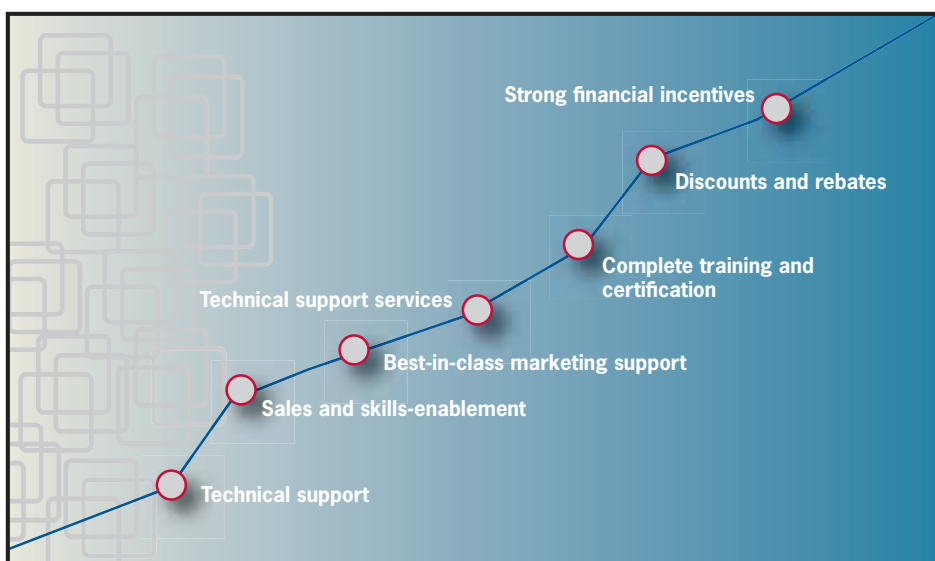 Strong financial incentives
Discounts and rebates
Complete training and
certification
Technical support services
Best-in-class marketing support
Sales and skills-enablement
Technical support